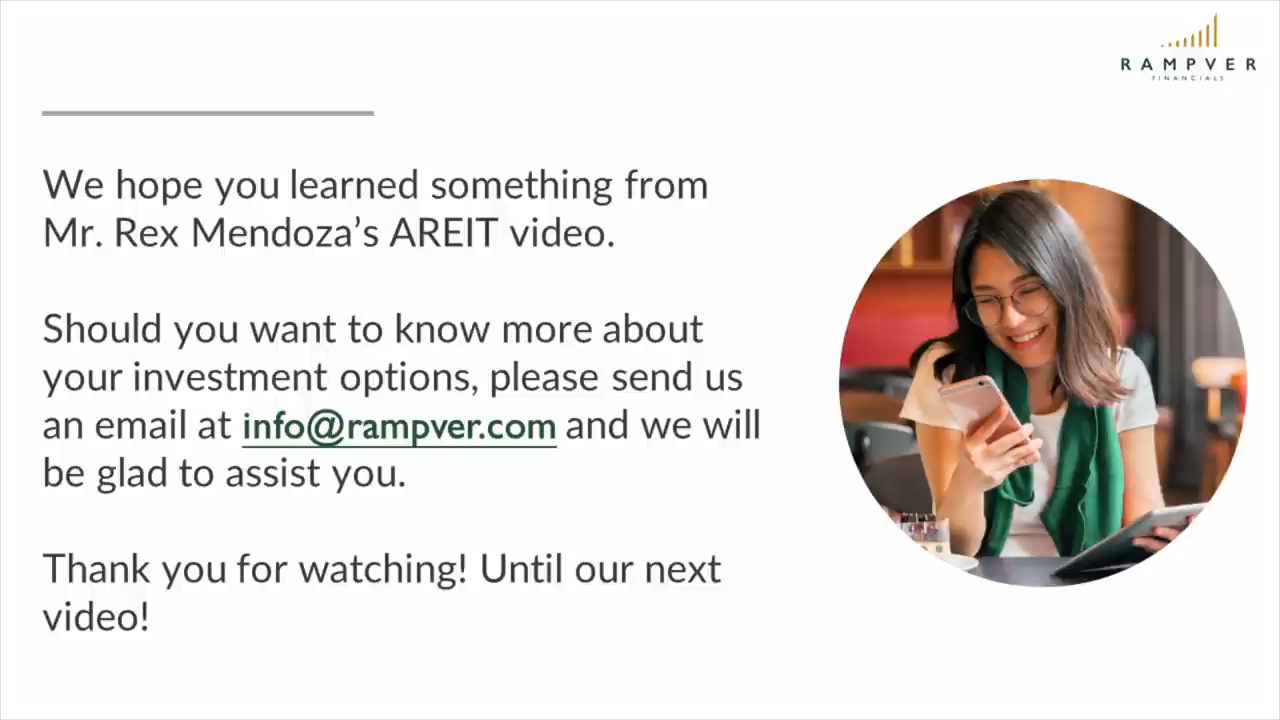 RAMPVER
FINANCIALS
We hope you learned something from
Mr. Rex Mendoza’s AREIT video.
Should you want to know more about
your investment options, please send us
an email at info@rampver.com and we will
be glad to assist you.
Thank you for watching! Until our next
video!